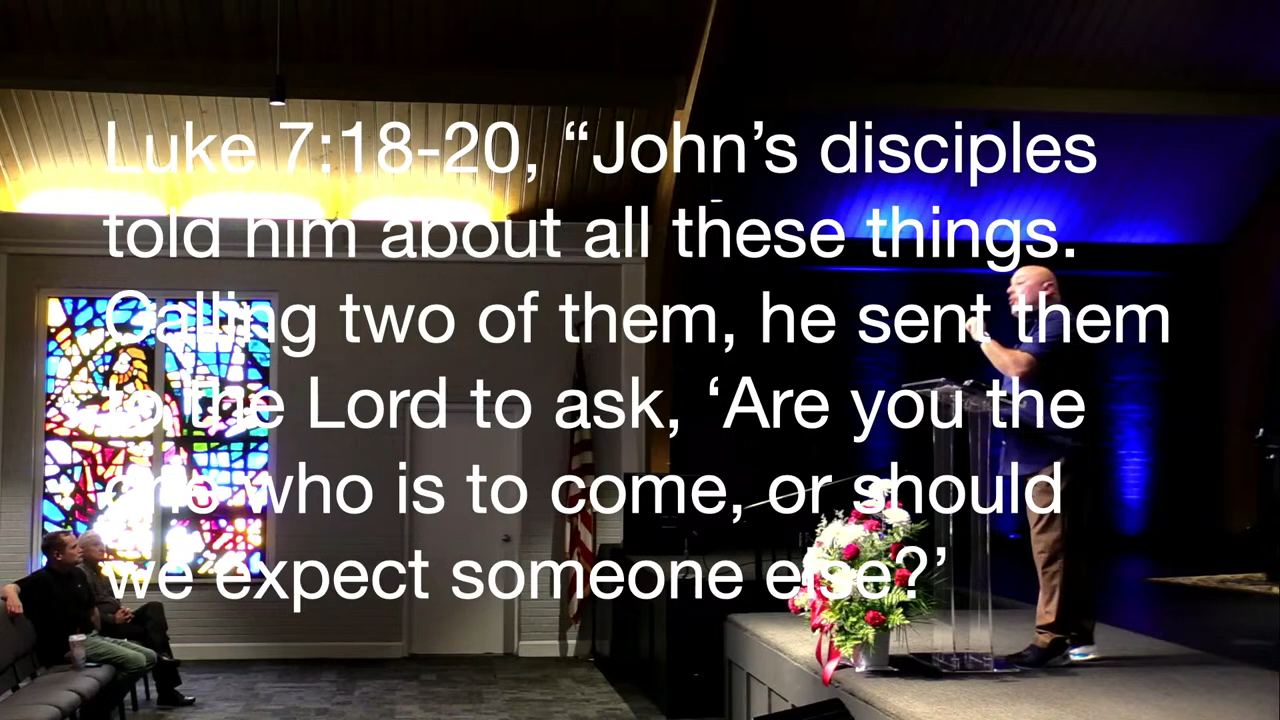 Luke 7:18-20, “John’s disciples
told him about all these things.
Calling two of them, he sent them
to the Lord to ask, ‘Are you the
one who is to come, or should
we expect someone else?’